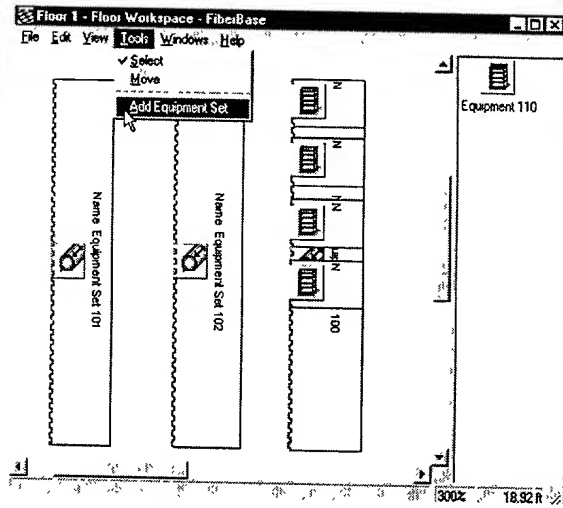 Floor 1 - Floor Workspace - FiberBase
File Edit View Tools Windows Help
Select
Move
Add Equipment Set
Equipment 110
Name Equipment Set 101
Name Equipment Set 102
N
N
N
N
100
300% 18.92 ft